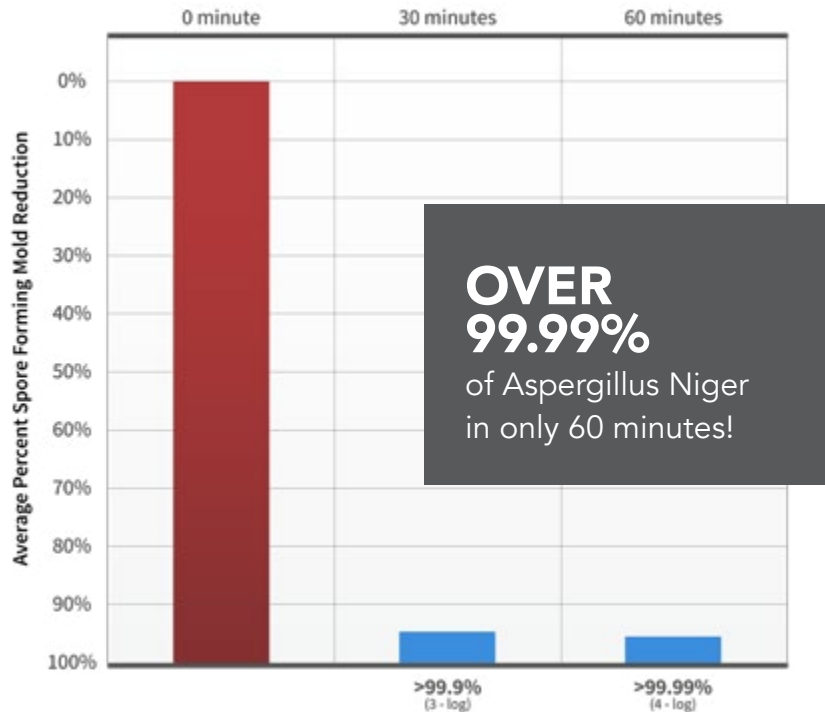 0 minute 30 minutes 60 minutes
Average Percent Spore Forming Mold Reduction
0%
10%
20%
30%
40%
50%
60%
70%
80%
90%
100%
OVER
99.99%
of Aspergillus Niger
in only 60 minutes!
>99.9% >99.99%
(3 - log) (4 - log)